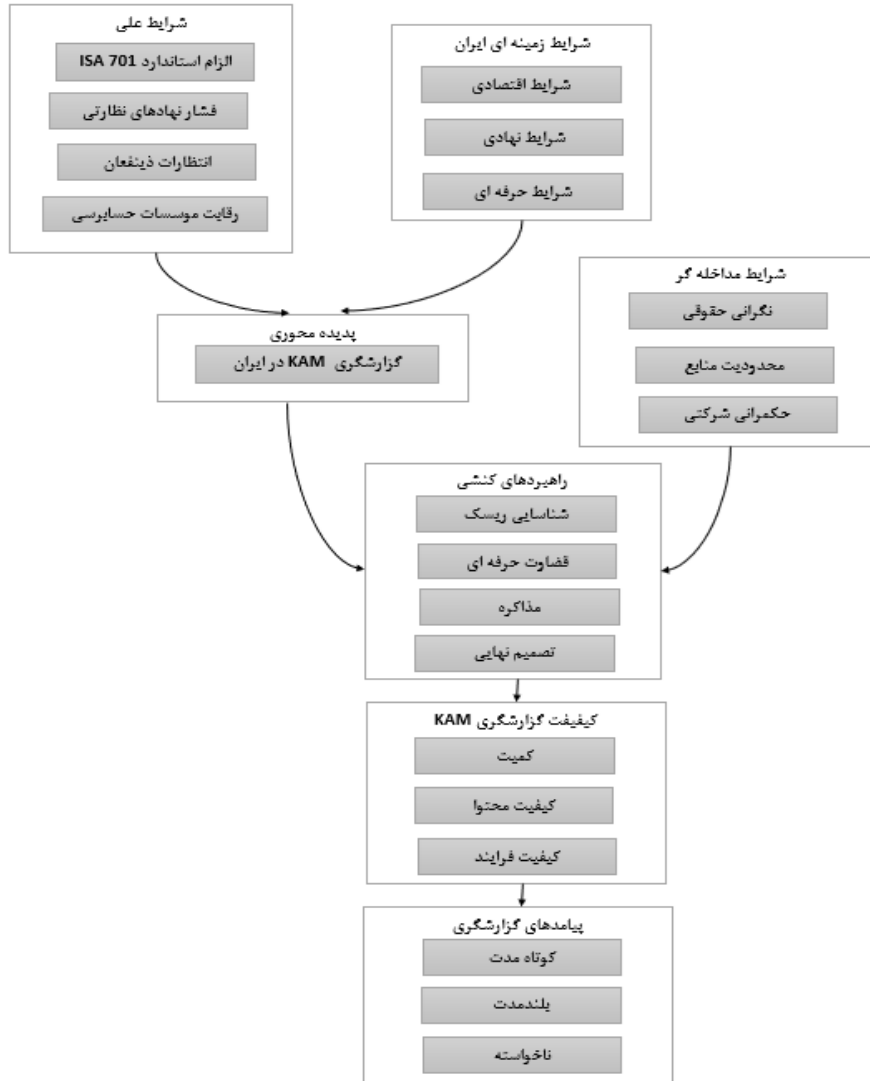 شرایط علی
الزام استاندارد ISA 701
فشار نهادهای نظارتی
انتظارات ذینفعان
رقابت موسسات حسابرسی
شرایط زمینه ای ایران
شرایط اقتصادی
شرایط نهادی
شرایط حرفه ای
شرایط مداخله گر
نگرانی حقوقی
محدودیت منابع
حکمرانی شرکتی
پدیده محوری
گزارشگری KAM در ایران
راهبردهای کنشی
شناسایی ریسک
قضاوت حرفه ای
مذاکره
تصمیم نهایی
کیفیفت گزارشگری KAM
کمیت
کیفیت محتوا
کیفیت فرایند
پیامدهای گزارشگری
کوتاه مدت
بلندمدت
ناخواسته